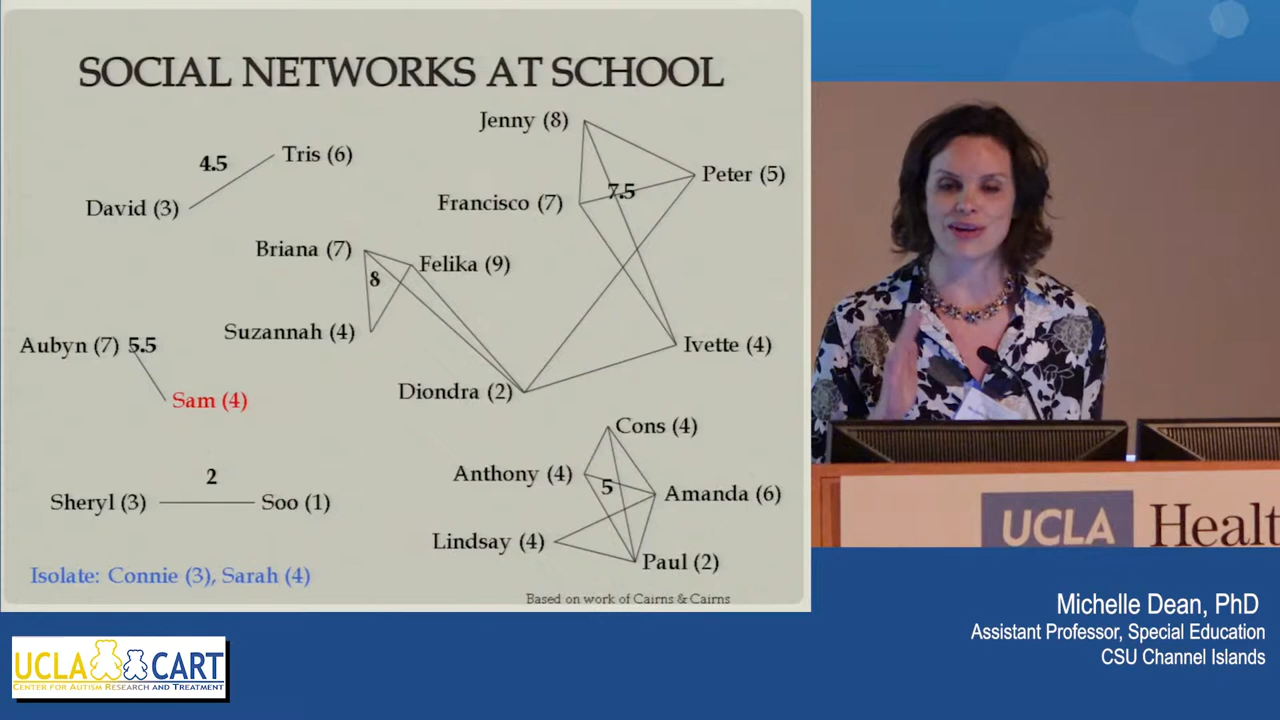 SOCIAL NETWORKS AT SCHOOL
Jenny (8)
4.5
Tris (6)
Peter (5)
7.5
David (3)
Francisco (7)
Briana (7)
Felika (9)
8
Suzannah (4)
Aubyn (7) 5.5
Ivette (4)
Sam (4)
Diondra (2)
Cons (4)
Anthony (4)
2
5
Amanda (6)
Sheryl (3)
Soo (1)
Lindsay (4)
Paul (2)
Isolate: Connie (3), Sarah (4)
Based on work of Cairns & Cairns
UCLA Health
Michelle Dean, PhD
Assistant Professor, Special Education
CSU Channel Islands
UCLA CART
CENTER FOR AUTISM RESEARCH AND TREATMENT